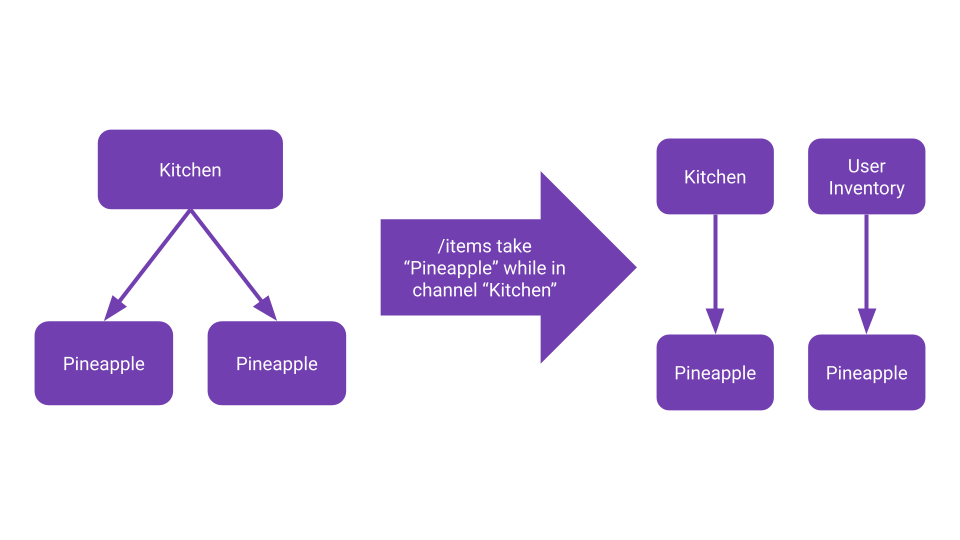 Kitchen
Pineapple
Pineapple
/items take
“Pineapple” while in
channel “Kitchen”
Kitchen
User
Inventory
Pineapple
Pineapple